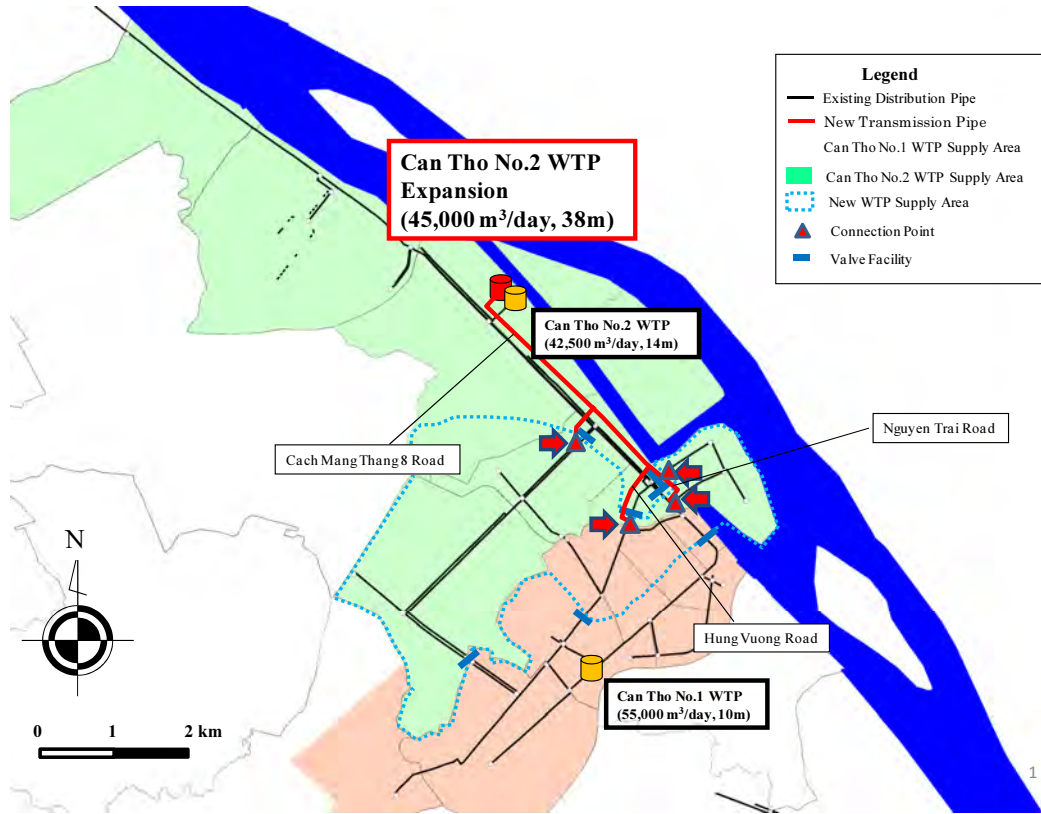 Legend
Existing Distribution Pipe
New Transmission Pipe
Can Tho No.1 WTP Supply Area
Can Tho No.2 WTP Supply Area
New WTP Supply Area
Connection Point
Valve Facility
Can Tho No.2 WTP
Expansion
(45,000 m³/day, 38m)
Can Tho No.2 WTP
(42,500 m³/day, 14m)
Nguyen Trai Road
Cach Mang Thang 8 Road
N
Hung Vuong Road
Can Tho No.1 WTP
(55,000 m³/day, 10m)
0 1 2 km
1